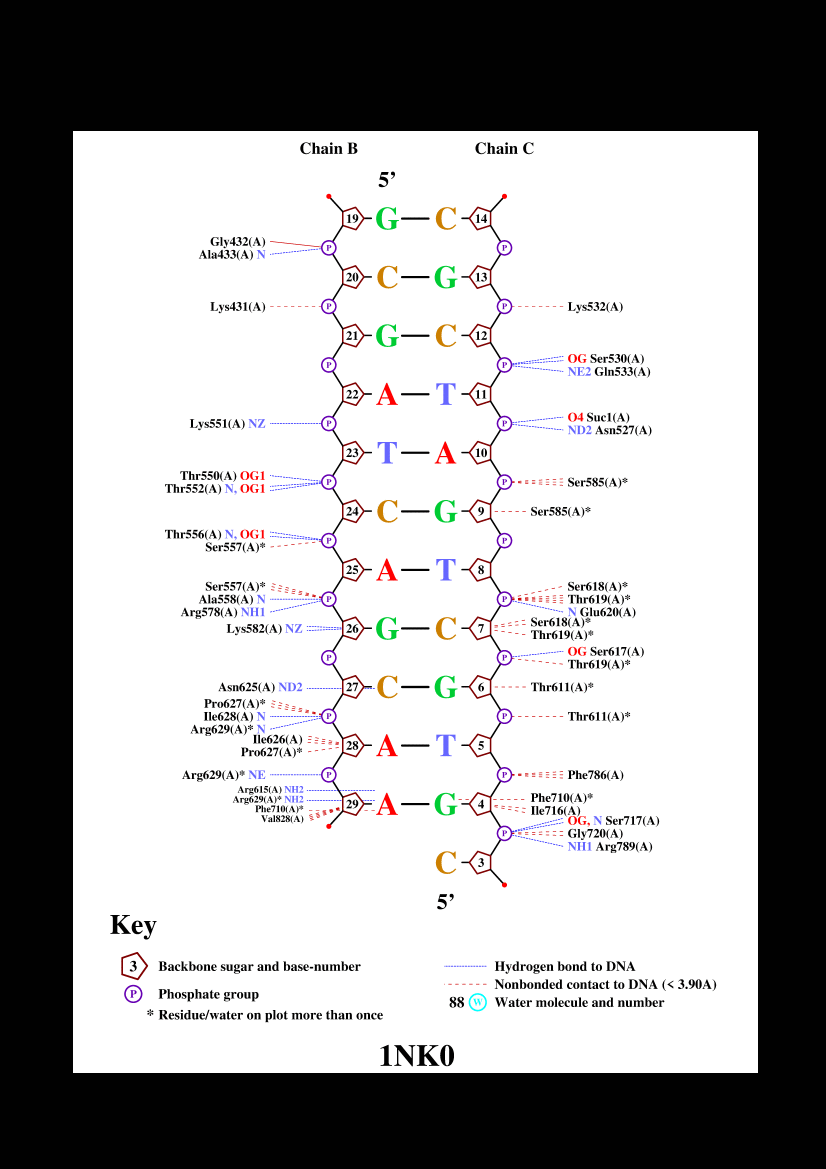 Chain B Chain C
5’
19 G C 14
Gly432(A) P P
Ala433(A) N
20 C G 13
Lys431(A) P P Lys532(A)
21 G C 12
P P OG Ser530(A)
NE2 Gln533(A)
22 A T 11
Lys551(A) NZ P P O4 Suc1(A)
ND2 Asn527(A)
23 T A 10
Thr550(A) OG1 P P Ser585(A)*
Thr552(A) N, OG1
24 C G 9 Ser585(A)*
Thr556(A) N, OG1 P P
Ser557(A)*
25 A T 8
Ser557(A)* Ser618(A)*
Ala558(A) N P P Thr619(A)*
Arg578(A) NH1 N Glu620(A)
Lys582(A) NZ 26 G C 7 Ser618(A)*
Thr619(A)*
P P OG Ser617(A)
Thr619(A)*
Asn625(A) ND2 27 C G 6 Thr611(A)*
Pro627(A)*
Ile628(A) N P P Thr611(A)*
Arg629(A)* N
Ile626(A) 28 A T 5
Pro627(A)*
Arg629(A)* NE P P Phe786(A)
Arg615(A) NH2
Arg629(A)* NH2 29 A G 4 Phe710(A)*
Phe710(A)* Ile716(A)
Val828(A) OG, N Ser717(A)
P Gly720(A)
NH1 Arg789(A)
C 3
5’
Key
3 Backbone sugar and base-number
P Phosphate group
* Residue/water on plot more than once
Hydrogen bond to DNA
Nonbonded contact to DNA (< 3.90A)
88 W Water molecule and number
1NK0